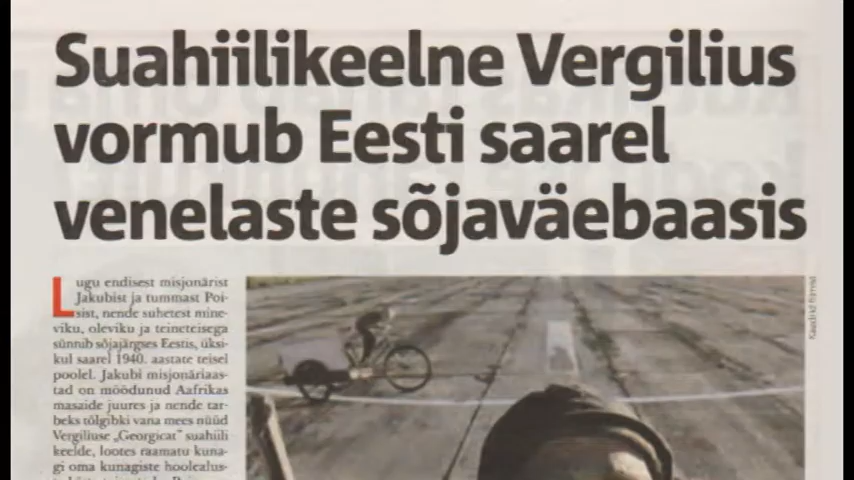 Suahiilikeelne Vergilius
vormub Eesti saarel
venelaste sõjaväebaasis
Lugu endisest misjonärist
Jakubist ja tummast Poi-
sist, nende suhetest mine-
viku, oleviku ja teineteisega
sünnib sõjajärgses Eestis, üksi-
kul saarel 1940. aastate teisel
poolel. Jakubi misjonäriaas-
tad on möödunud Aafrikas
masaide juures ja nende tar-
beks tõlgibki vana mees nüüd
Vergiliuse „Georgicat" suahiili
keelde, lootes raamatu kuna-
gi oma kunagiste hoolealus-